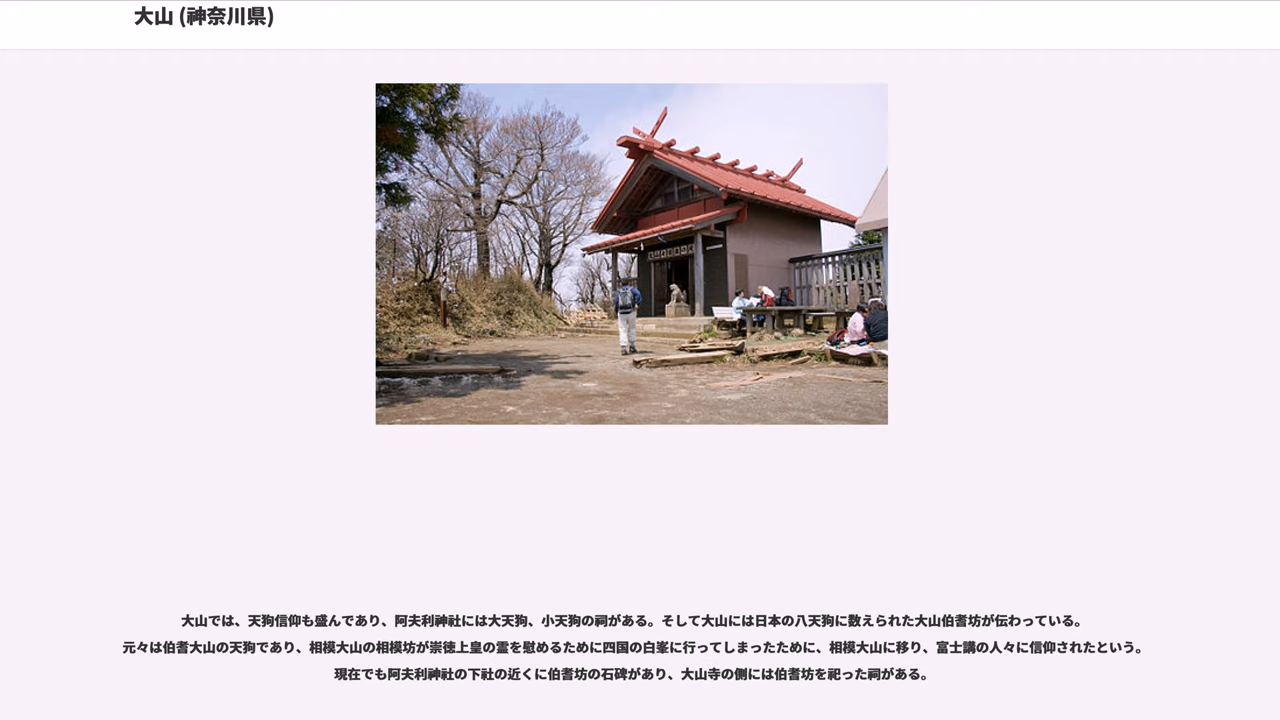 大山 (神奈川県)
大山では、天狗信仰も盛んであり、阿夫利神社には大天狗、小天狗の祠がある。そして大山には日本の八天狗に数えられた大山伯耆坊が伝わっている。
元々は伯耆大山の天狗であり、相模大山の相模坊が崇徳上皇の霊を慰めるために四国の白峯に行ってしまったために、相模大山に移り、富士講の人々に信仰されたという。
現在でも阿夫利神社の下社の近くに伯耆坊の石碑があり、大山寺の側には伯耆坊を祀った祠がある。